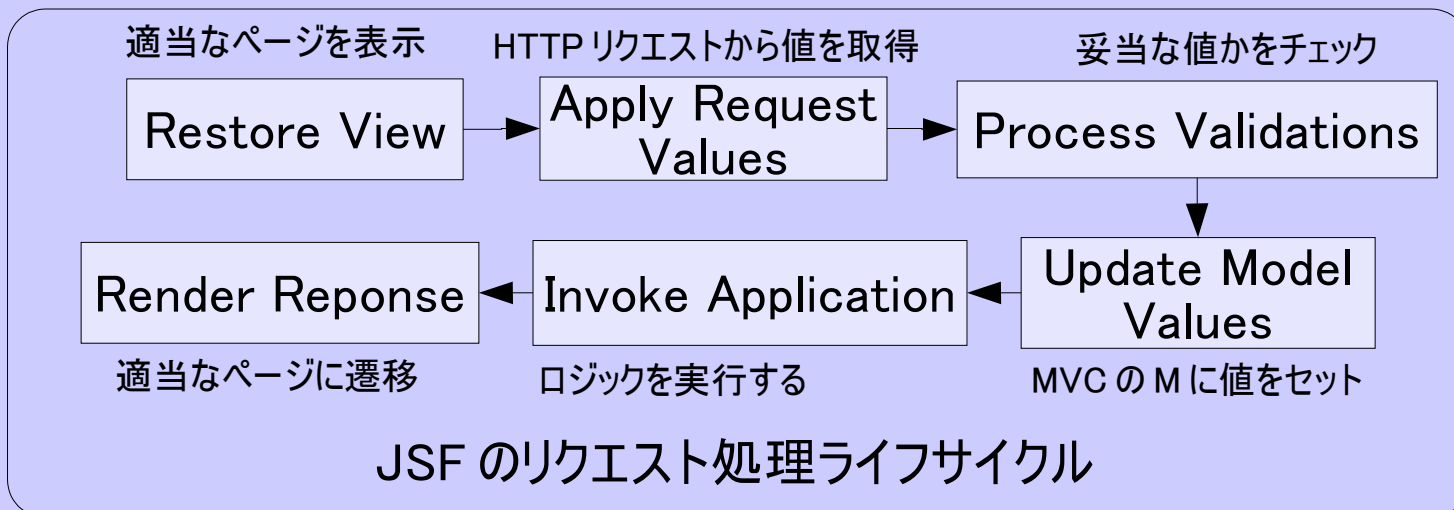 適当なページを表示
Restore View
HTTP リクエストから値を取得
Apply Request
Values
妥当な値かをチェック
Process Validations
Update Model
Values
MVC の M に値をセット
Invoke Application
ロジックを実行する
Render Reponse
適当なページに遷移
JSF のリクエスト処理ライフサイクル